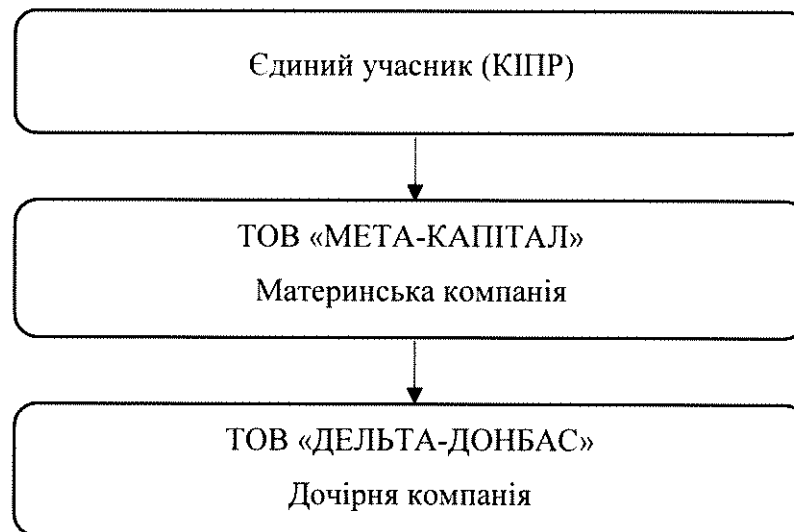 Єдиний учасник (КІПР)
ТОВ «МЕТА-КАПІТАЛ»
Материнська компанія
ТОВ «ДЕЛЬТА-ДОНБАС»
Дочірня компанія